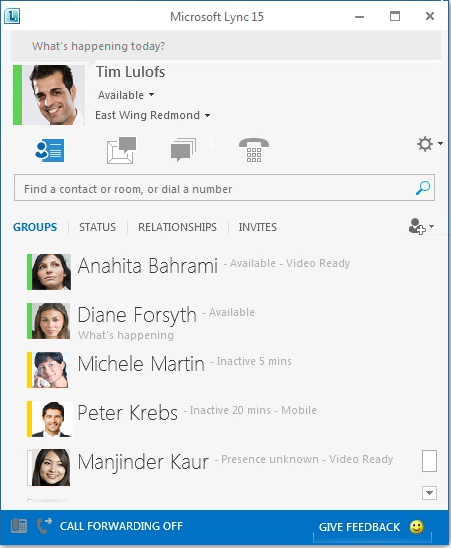 Microsoft Lync 15
What's happening today?
Tim Lulofs
Available
East Wing Redmond
Find a contact or room, or dial a number
GROUPS STATUS RELATIONSHIPS INVITES
Anahita Bahrami - Available - Video Ready
Diane Forsyth - Available
What's happening
Michele Martin - Inactive 5 mins
Peter Krebs - Inactive 20 mins - Mobile
Manjinder Kaur - Presence unknown - Video Ready
CALL FORWARDING OFF GIVE FEEDBACK